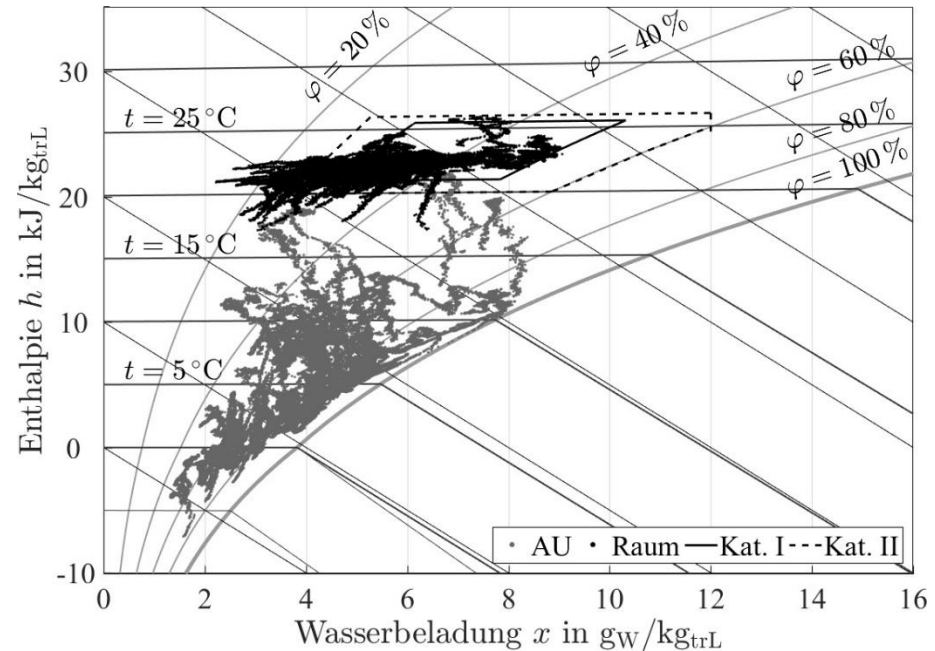 Enthalpie h in kJ/kg_trL
30
20
10
0
-10
t = 25 °C
t = 15 °C
t = 5 °C
φ = 20 %
φ = 40 %
φ = 60 %
φ = 80 %
φ = 100 %
AU Raum Kat. I Kat. II
0 2 4 6 8 10 12 14 16
Wasserbeladung x in g_W/kg_trL